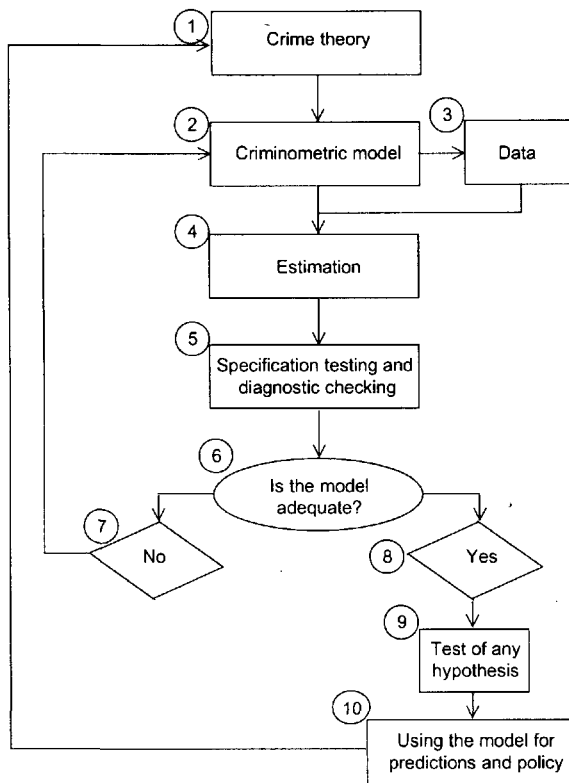 1
Crime theory
2
Criminometric model
3
Data
4
Estimation
5
Specification testing and
diagnostic checking
6
Is the model
adequate?
7
No
8
Yes
9
Test of any
hypothesis
10
Using the model for
predictions and policy